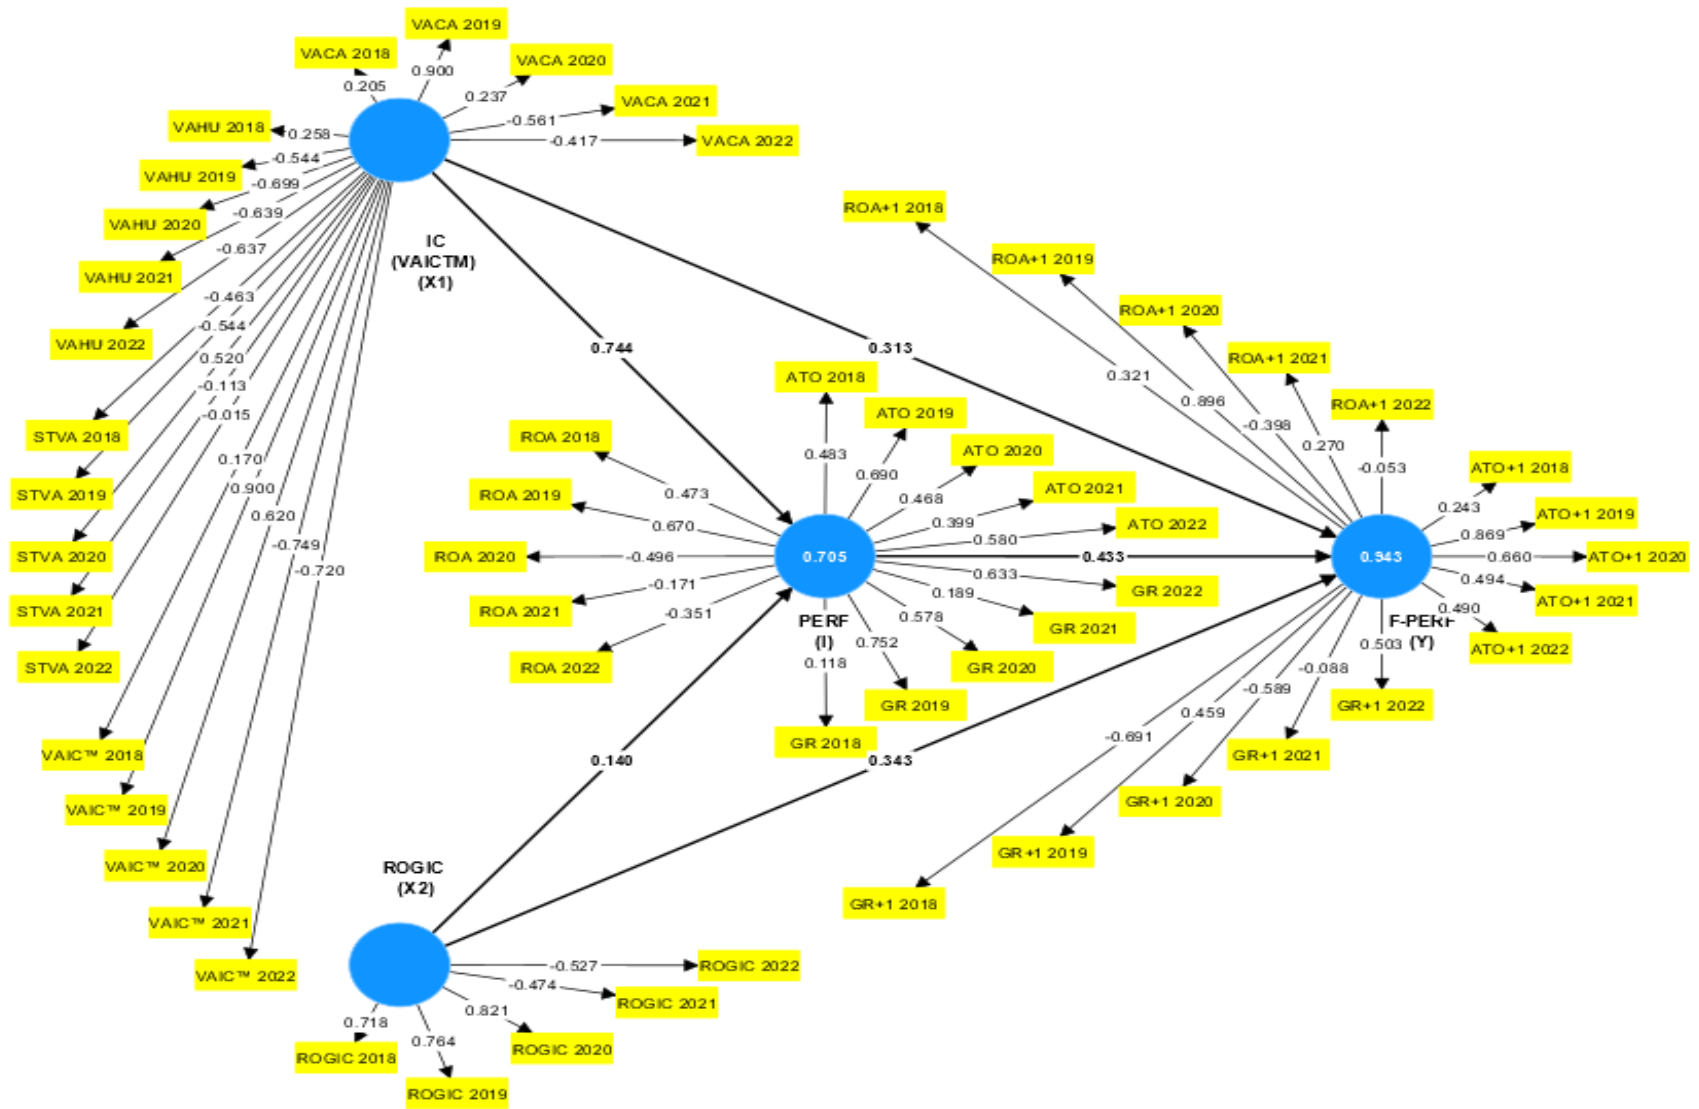 VACA 2019
VACA 2018
VACA 2020
0.900
0.205
0.237
VACA 2021
-0.561
VAHU 2018
0.258
-0.417
VACA 2022
-0.544
VAHU 2019
-0.699
VAHU 2020
-0.639
-0.637
IC
(VAICTM)
(X1)
VAHU 2021
-0.463
-0.544
VAHU 2022
0.520
-0.113
-0.015
STVA 2018
0.170
0.900
STVA 2019
0.620
-0.749
STVA 2020
-0.720
STVA 2021
STVA 2022
VAIC™ 2018
VAIC™ 2019
VAIC™ 2020
VAIC™ 2021
VAIC™ 2022
0.744
0.313
ROA+1 2018
ROA+1 2019
ROA+1 2020
ROA+1 2021
ROA+1 2022
0.321
0.896
-0.398
0.270
-0.053
ATO 2018
ATO 2019
ATO 2020
ATO 2021
ATO 2022
0.483
0.690
0.468
0.399
0.580
ROA 2018
ROA 2019
ROA 2020
ROA 2021
ROA 2022
0.473
0.670
-0.496
-0.171
-0.351
0.705
0.433
0.943
PERF
(I)
0.633
0.189
0.578
0.752
0.118
GR 2022
GR 2021
GR 2020
GR 2019
GR 2018
ATO+1 2018
0.243
ATO+1 2019
0.869
0.660
ATO+1 2020
0.494
ATO+1 2021
0.490
ATO+1 2022
F-PERF
(Y)
0.503
-0.088
-0.589
0.459
-0.691
GR+1 2022
GR+1 2021
GR+1 2020
GR+1 2019
GR+1 2018
0.140
0.343
ROGIC
(X2)
-0.527
ROGIC 2022
-0.474
ROGIC 2021
0.821
0.718
0.764
ROGIC 2020
ROGIC 2018
ROGIC 2019